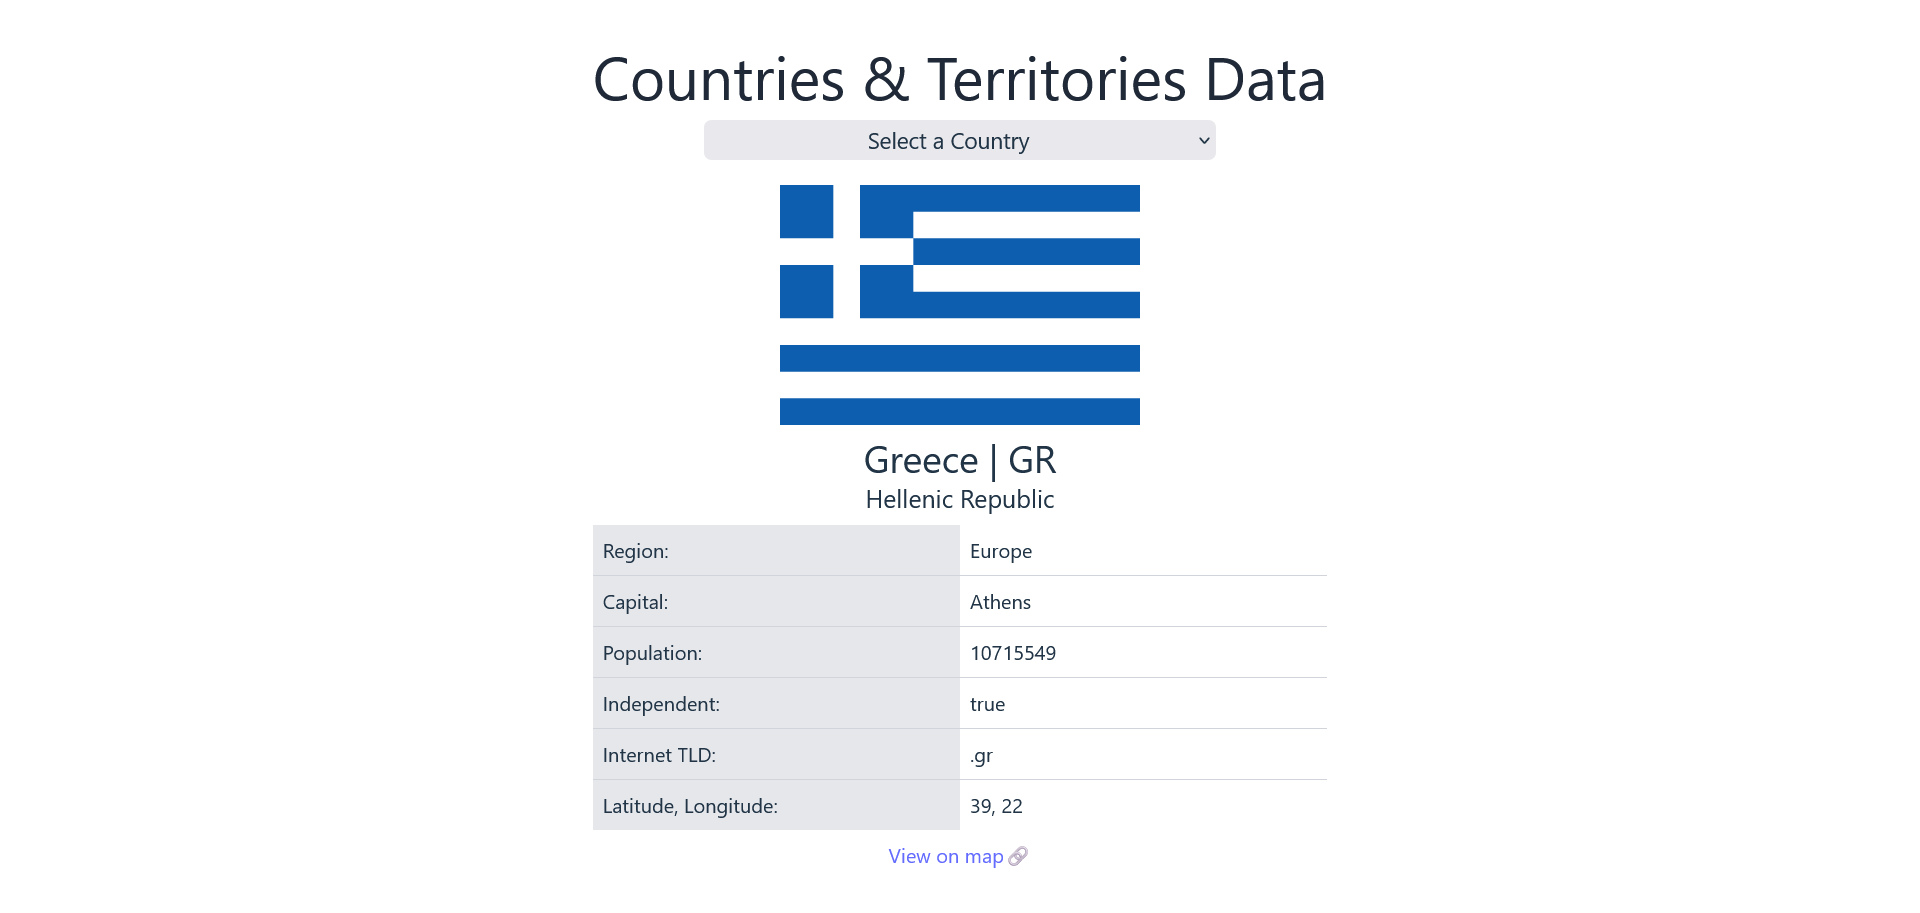 Countries & Territories Data
Select a Country
Greece | GR
Hellenic Republic
Region: Europe
Capital: Athens
Population: 10715549
Independent: true
Internet TLD: .gr
Latitude, Longitude: 39, 22
View on map